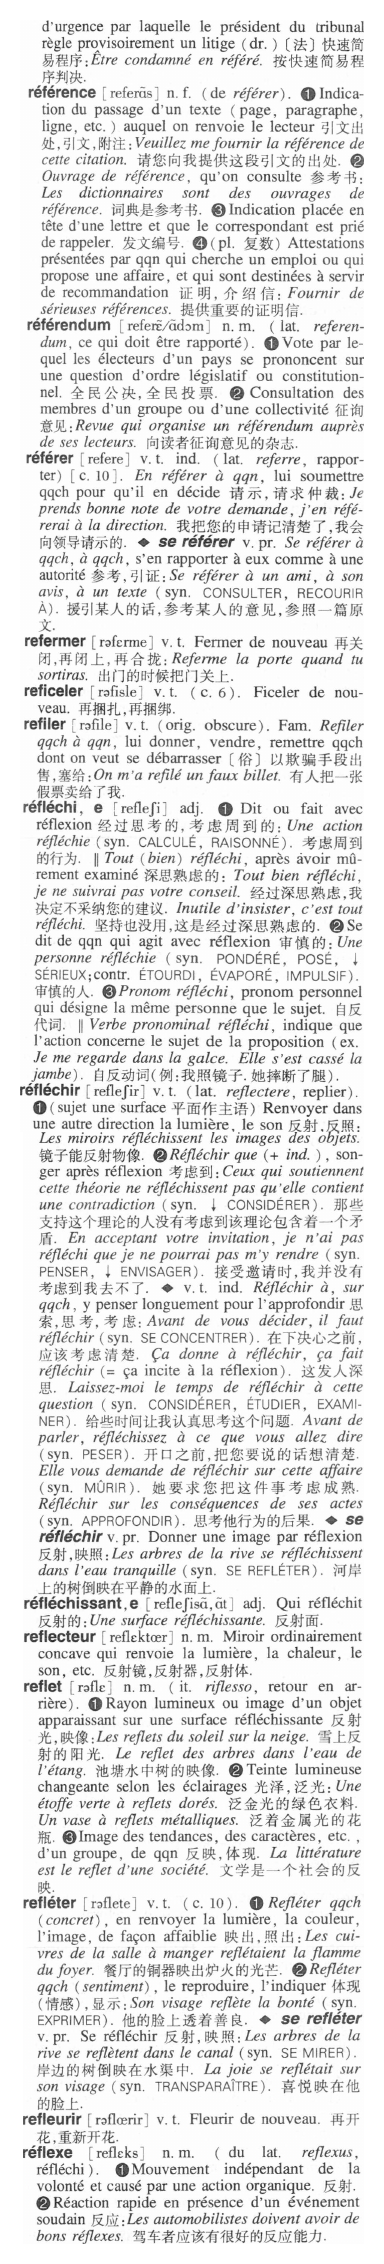 d'urgence par laquelle le président du tribunal
règle provisoirement un litige (dr.)〔法〕快速简
易程序:Être condamné en référé. 按快速简易程
序判决.
référence [referɑ̃s] n. f. (de référer). ❶Indica-
tion du passage d'un texte (page, paragraphe,
ligne, etc.) auquel on renvoie le lecteur 引文出
处,引文,附注:Veuillez me fournir la référence de
cette citation. 请您向我提供这段引文的出处. ❷
Ouvrage de référence, qu'on consulte 参考书:
Les dictionnaires sont des ouvrages de
référence. 词典是参考书. ❸Indication placée en
tête d'une lettre et que le correspondant est prié
de rappeler. 发文编号. ❹(pl. 复数) Attestations
présentées par qqn qui cherche un emploi ou qui
propose une affaire, et qui sont destinées à servir
de recommandation 证明,介绍信: Fournir de
sérieuses références. 提供重要的证明信.
référendum [referɛ̃/ɑ̃dɔm] n. m. (lat. referen-
dum, ce qui doit être rapporté). ❶Vote par le-
quel les électeurs d'un pays se prononcent sur
une question d'ordre législatif ou constitution-
nel. 全民公决,全民投票. ❷ Consultation des
membres d'un groupe ou d'une collectivité 征询
意见:Revue qui organise un référendum auprès
de ses lecteurs. 向读者征询意见的杂志.
référer [refere] v. t. ind. (lat. referre, rappor-
ter) [c. 10]. En référer à qqn, lui soumettre
qqch pour qu'il en décide 请示,请求仲裁:Je
prends bonne note de votre demande, j'en réfé-
rerai à la direction. 我把您的申请记清楚了,我会
向领导请示的. ◆ se référer v. pr. Se référer à
qqch, à qqch, s'en rapporter à eux comme à une
autorité 参考,引证:Se référer à un ami, à son
avis, à un texte (syn. CONSULTER, RECOURIR
À). 援引某人的话,参考某人的意见,参照一篇原
文.
refermer [rəfɛrme] v. t. Fermer de nouveau 再关
闭,再闭上,再合拢:Referme la porte quand tu
sortiras. 出门的时候把门关上.
reficeler [rəfisle] v. t. (c. 6). Ficeler de nou-
veau. 再捆扎,再捆绑.
refiler [rəfile] v. t. (orig. obscure). Fam. Refiler
qqch à qqn, lui donner, vendre, remettre qqch
dont on veut se débarrasser〔俗〕以欺骗手段出
售,塞给:On m'a refilé un faux billet. 有人把一张
假票卖给了我.
réfléchi, e [refleʃi] adj. ❶ Dit ou fait avec
réflexion 经过思考的,考虑周到的: Une action
réfléchie (syn. CALCULÉ, RAISONNÉ). 考虑周到
的行为. ‖ Tout (bien) réfléchi, après avoir mû-
rement examiné 深思熟虑的: Tout bien réfléchi,
je ne suivrai pas votre conseil. 经过深思熟虑,我
决定不采纳您的建议. Inutile d'insister, c'est tout
réfléchi. 坚持也没用,这是经过深思熟虑的. ❷Se
dit de qqn qui agit avec réflexion 审慎的: Une
personne réfléchie (syn. PONDÉRÉ, POSÉ, ↓
SÉRIEUX;contr. ÉTOURDI, ÉVAPORÉ, IMPULSIF).
审慎的人. ❸Pronom réfléchi, pronom personnel
qui désigne la même personne que le sujet. 自反
代词. ‖ Verbe pronominal réfléchi, indique que
l'action concerne le sujet de la proposition (ex.
Je me regarde dans la galce. Elle s'est cassé la
jambe). 自反动词(例:我照镜子. 她摔断了腿).
réfléchir [refleʃir] v. t. (lat. reflectere, replier).
❶(sujet une surface 平面作主语) Renvoyer dans
une autre direction la lumière, le son 反射,反照:
Les miroirs réfléchissent les images des objets.
镜子能反射物像. ❷Réfléchir que (+ ind.), son-
ger après réflexion 考虑到:Ceux qui soutiennent
cette théorie ne réfléchissent pas qu'elle contient
une contradiction (syn. ↓ CONSIDÉRER). 那些
支持这个理论的人没有考虑到该理论包含着一个矛
盾. En acceptant votre invitation, je n'ai pas
réfléchi que je ne pourrai pas m'y rendre (syn.
PENSER, ↓ ENVISAGER). 接受邀请时,我并没有
考虑到我去不了. ◆ v. t. ind. Réfléchir à, sur
qqch, y penser longuement pour l'approfondir 思
索,思考,考虑:Avant de vous décider, il faut
réfléchir (syn. SE CONCENTRER). 在下决心之前,
应该考虑清楚. Ça donne à réfléchir, ça fait
réfléchir (= ça incite à la réflexion). 这发人深
思. Laissez-moi le temps de réfléchir à cette
question (syn. CONSIDÉRER, ÉTUDIER, EXAMI-
NER). 给些时间让我认真思考这个问题. Avant de
parler, réfléchissez à ce que vous allez dire
(syn. PESER). 开口之前,把您要说的话想清楚.
Elle vous demande de réfléchir sur cette affaire
(syn. MÛRIR). 她要求您把这件事考虑成熟.
Réfléchir sur les conséquences de ses actes
(syn. APPROFONDIR). 思考他行为的后果. ◆ se
réfléchir v. pr. Donner une image par réflexion
反射,映照:Les arbres de la rive se réfléchissent
dans l'eau tranquille (syn. SE REFLÉTER). 河岸
上的树倒映在平静的水面上.
réfléchissant,e [refleʃisɑ̃,ɑ̃t] adj. Qui réfléchit
反射的:Une surface réfléchissante. 反射面.
reflecteur [reflɛktœr] n. m. Miroir ordinairement
concave qui renvoie la lumière, la chaleur, le
son, etc. 反射镜,反射器,反射体.
reflet [rəflɛ] n. m. (it. riflesso, retour en ar-
rière). ❶Rayon lumineux ou image d'un objet
apparaissant sur une surface réfléchissante 反射
光,映像:Les reflets du soleil sur la neige. 雪上反
射的阳光. Le reflet des arbres dans l'eau de
l'étang. 池塘水中树的映像. ❷Teinte lumineuse
changeante selon les éclairages 光泽,泛光: Une
étoffe verte à reflets dorés. 泛金光的绿色衣料.
Un vase à reflets métalliques. 泛着金属光的花
瓶. ❸Image des tendances, des caractères, etc.,
d'un groupe, de qqn 反映,体现. La littérature
est le reflet d'une société. 文学是一个社会的反
映.
refléter [rəflete] v. t. (c. 10). ❶ Refléter qqch
(concret), en renvoyer la lumière, la couleur,
l'image, de façon affaiblie 映出,照出:Les cui-
vres de la salle à manger reflétaient la flamme
du foyer. 餐厅的铜器映出炉火的光芒. ❷Refléter
qqch (sentiment), le reproduire, l'indiquer 体现
(情感),显示:Son visage reflète la bonté (syn.
EXPRIMER). 他的脸上透着善良. ◆ se refléter
v. pr. Se réfléchir 反射,映照:Les arbres de la
rive se reflètent dans le canal (syn. SE MIRER).
岸边的树倒映在水渠中. La joie se reflétait sur
son visage (syn. TRANSPARAÎTRE). 喜悦映在他
的脸上.
refleurir [rəflœrir] v. t. Fleurir de nouveau. 再开
花,重新开花.
réflexe [reflɛks] n. m. (du lat. reflexus,
réfléchi). ❶Mouvement indépendant de la
volonté et causé par une action organique. 反射.
❷Réaction rapide en présence d'un événement
soudain 反应:Les automobilistes doivent avoir de
bons réflexes. 驾车者应该有很好的反应能力.